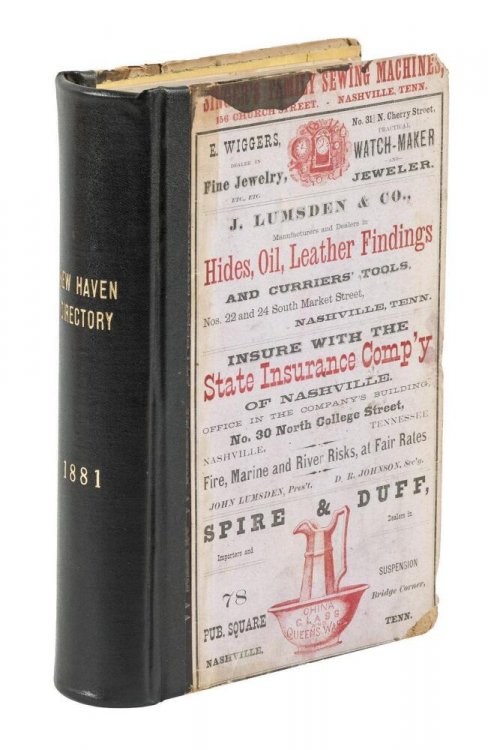 NEW HAVEN
DIRECTORY
1881
SINGER'S FAMILY SEWING MACHINES,
156 CHURCH STREET. - NASHVILLE, TENN.
E. WIGGERS,
DEALER IN
Fine Jewelry,
ETC., ETC.
No. 31 N. Cherry Street,
PRACTICAL
WATCH-MAKER
AND
JEWELER.
J. LUMSDEN & CO.,
Manufacturers and Dealers in
Hides, Oil, Leather Findings
AND CURRIERS' TOOLS,
Nos. 22 and 24 South Market Street,
NASHVILLE, TENN.
INSURE WITH THE
State Insurance Comp'y
OF NASHVILLE.
OFFICE IN THE COMPANY'S BUILDING,
No. 30 North College Street,
NASHVILLE, TENNESSEE
Fire, Marine and River Risks, at Fair Rates
JOHN LUMSDEN, Pres't. D. R. JOHNSON, Sec'y.
SPIRE & DUFF,
Importers and Dealers in
CHINA
GLASS
AND
QUEENSWARE
78
PUB. SQUARE
NASHVILLE,
SUSPENSION
Bridge Corner,
TENN.